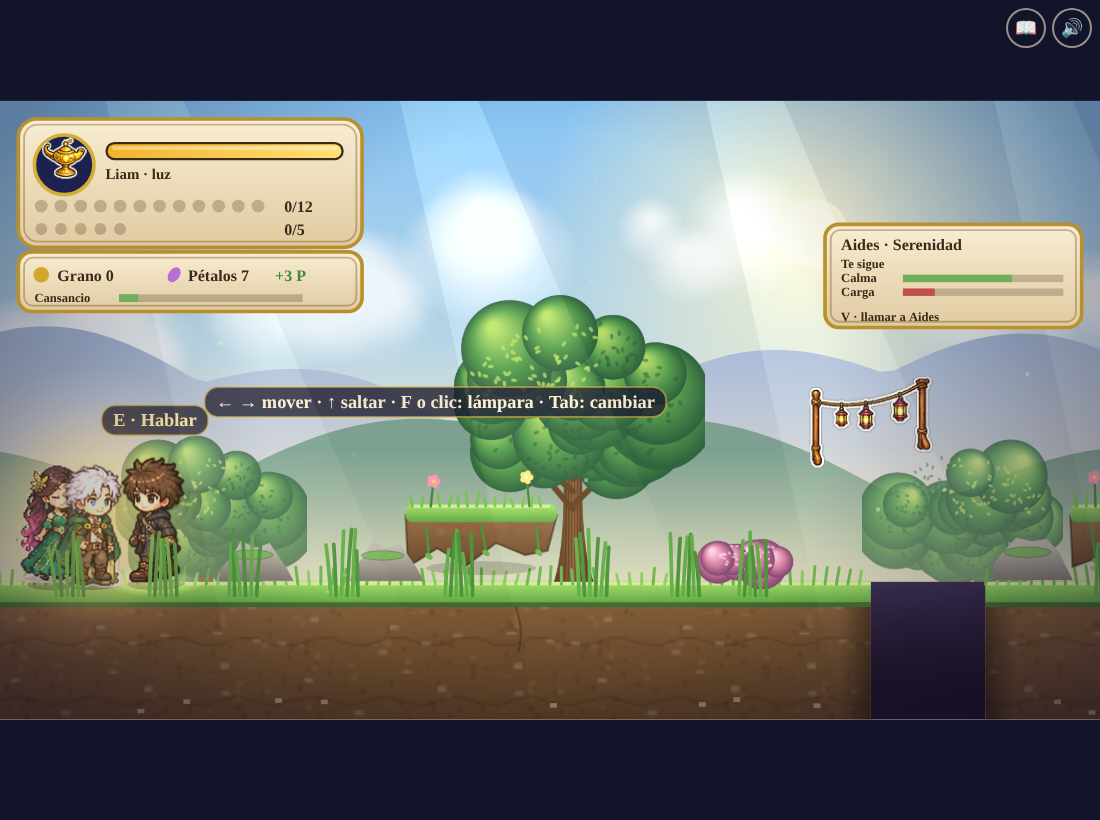 Liam · luz
0/12
0/5
Grano 0 Pétalos 7 +3 P
Cansancio
Aides · Serenidad
Te sigue
Calma
Carga
V · llamar a Aides
← → mover · ↑ saltar · F o clic: lámpara · Tab: cambiar
E · Hablar